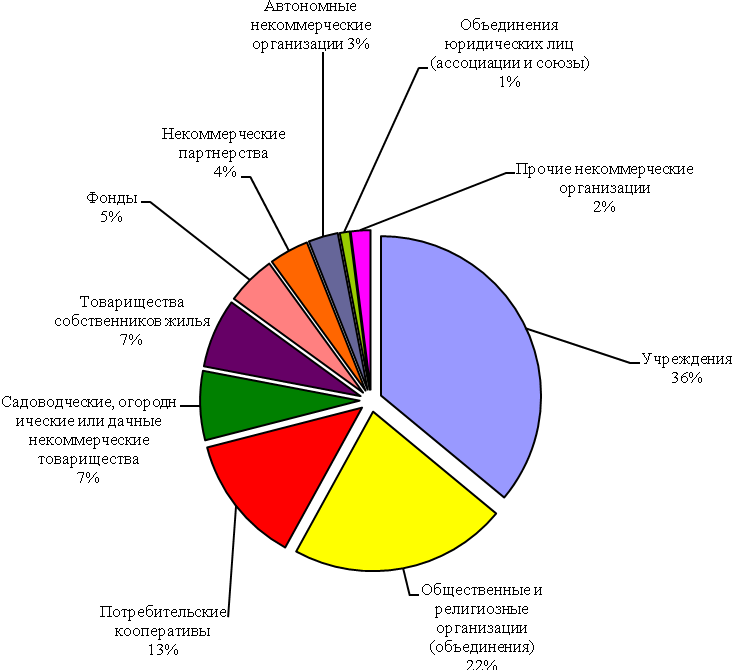 Автономные
некоммерческие
организации 3%
Объединения
юридических лиц
(ассоциации и союзы)
1%
Некоммерческие
партнерства
4%
Прочие некоммерческие
организации
2%
Фонды
5%
Товарищества
собственников жилья
7%
Учреждения
36%
Садоводческие, огородн
ические или дачные
некоммерческие
товарищества
7%
Общественные и
религиозные
организации
(объединения)
22%
Потребительские
кооперативы
13%